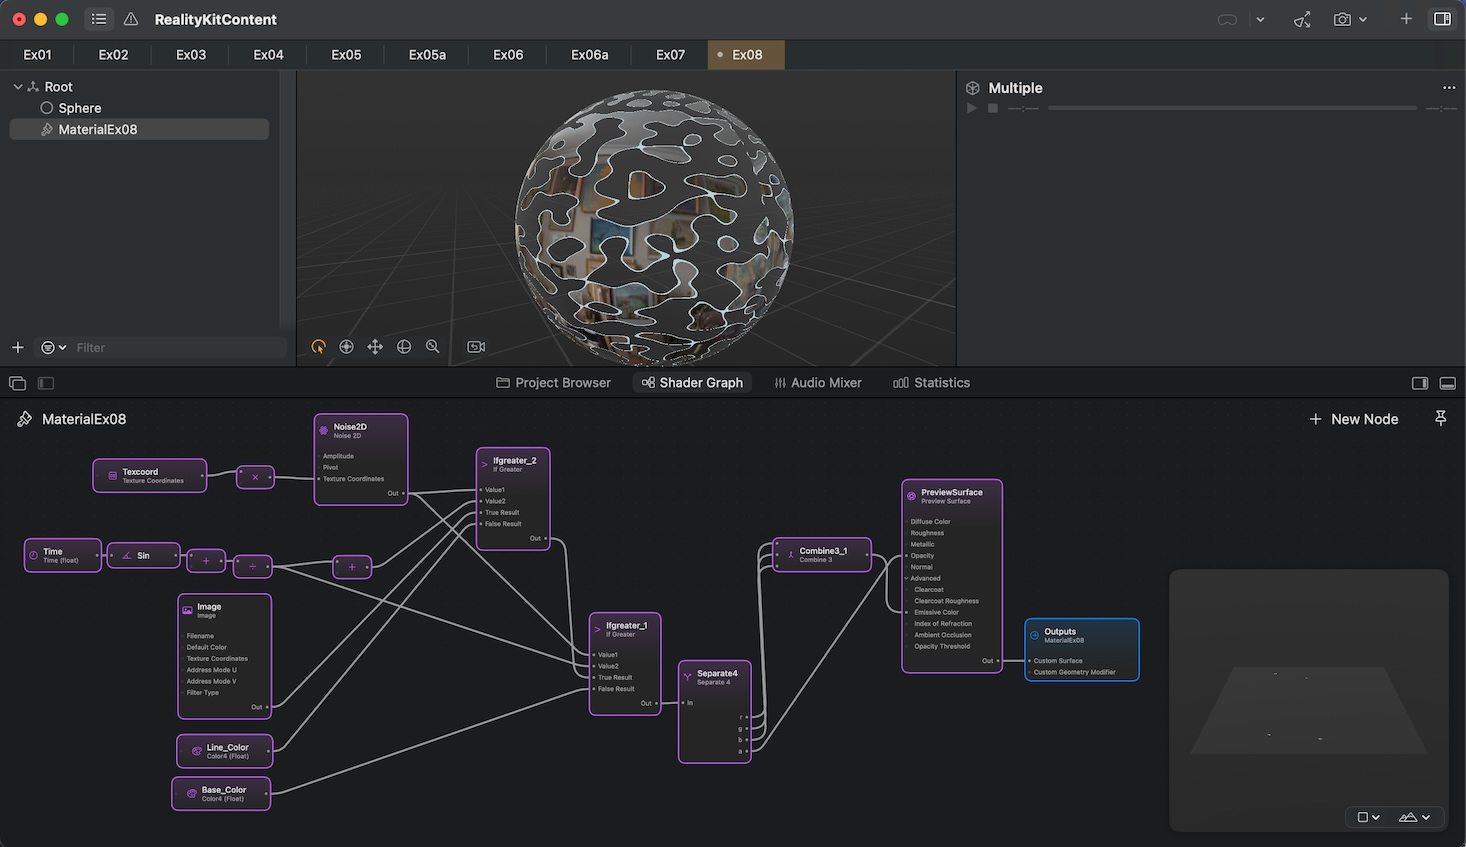 RealityKitContent
Ex01 Ex02 Ex03 Ex04 Ex05 Ex05a Ex06 Ex06a Ex07 Ex08
Root
Sphere
MaterialEx08
Filter
Multiple
Project Browser Shader Graph Audio Mixer Statistics
MaterialEx08
+ New Node
Texcoord
Texture Coordinates
×
Noise2D
Noise 2D
Amplitude
Pivot
Texture Coordinates
Out
Ifgreater_2
If Greater
Value1
Value2
True Result
False Result
Out
Time
Time (float)
Sin
+
÷
+
Image
Image
Filename
Default Color
Texture Coordinates
Address Mode U
Address Mode V
Filter Type
Out
Line_Color
Color4 (Float)
Base_Color
Color4 (Float)
Ifgreater_1
If Greater
Value1
Value2
True Result
False Result
Out
Separate4
Separate 4
In
r
g
b
a
Combine3_1
Combine 3
PreviewSurface
Preview Surface
Diffuse Color
Roughness
Metallic
Opacity
Normal
Advanced
Clearcoat
Clearcoat Roughness
Emissive Color
Index of Refraction
Ambient Occlusion
Opacity Threshold
Out
Outputs
MaterialEx08
Custom Surface
Custom Geometry Modifier